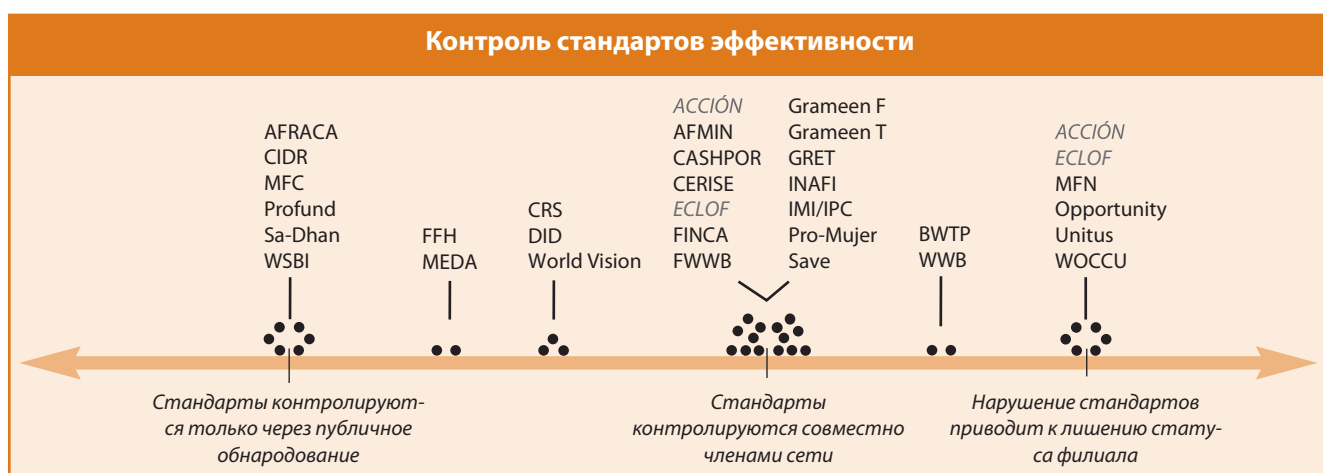 Контроль стандартов эффективности
AFRACA
CIDR
MFC
Profund
Sa-Dhan
WSBI
FFH
MEDA
CRS
DID
World Vision
ACCIÓN
AFMIN
CASHPOR
CERISE
ECLOF
FINCA
FWWB
Grameen F
Grameen T
GRET
INAFI
IMI/IPC
Pro-Mujer
Save
BWTP
WWB
ACCIÓN
ECLOF
MFN
Opportunity
Unitus
WOCCU
Стандарты контролируют-
ся только через публичное
обнародование
Стандарты
контролируются совместно
членами сети
Нарушение стандартов
приводит к лишению стату-
са филиала